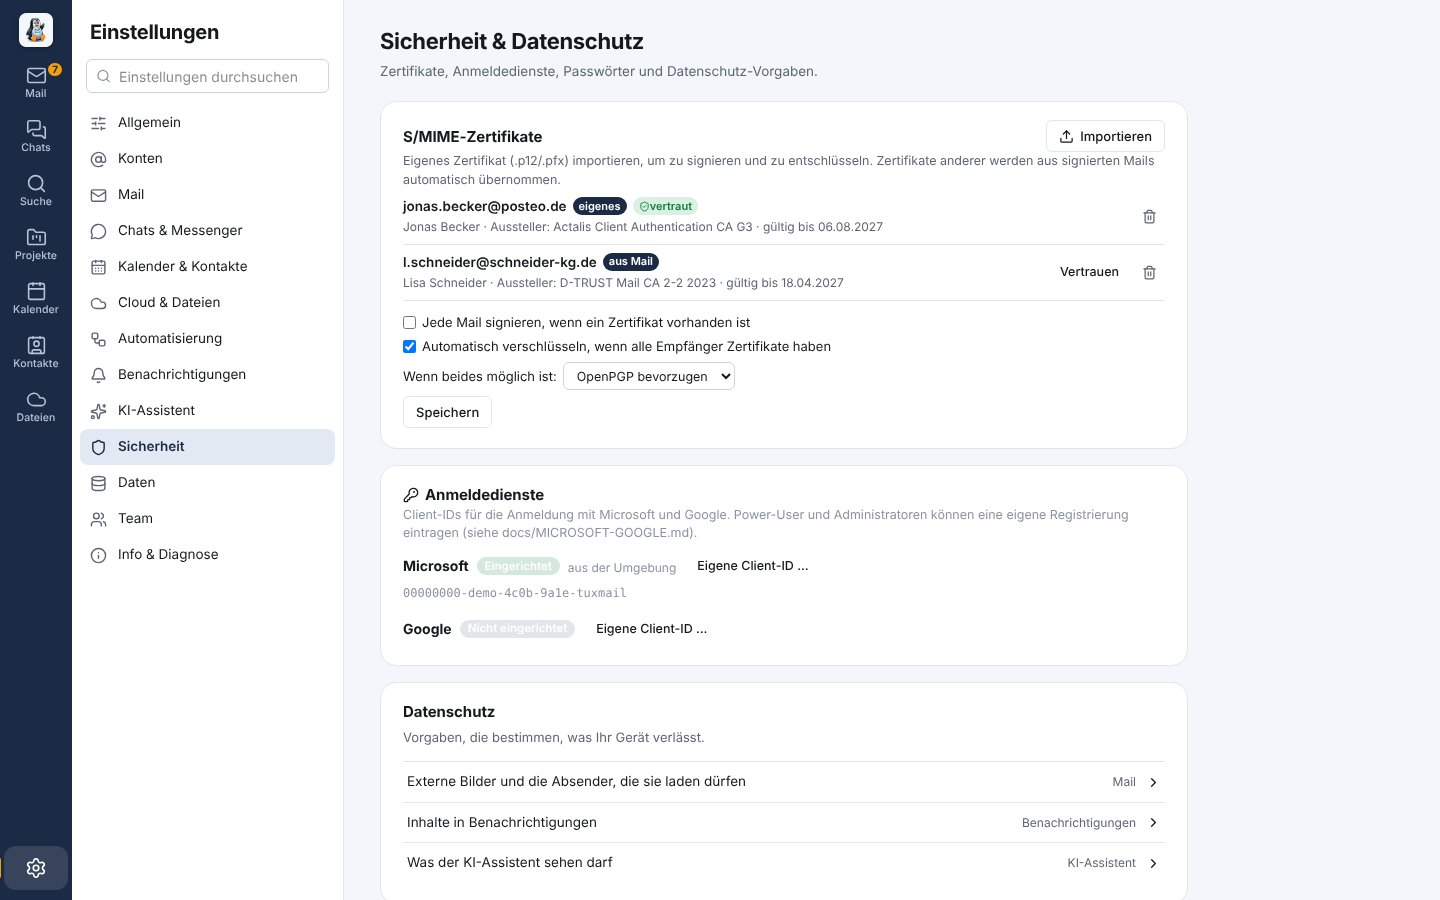 Einstellungen
Einstellungen durchsuchen
7
Mail
Chats
Suche
Projekte
Kalender
Kontakte
Dateien
Allgemein
Konten
Mail
Chats & Messenger
Kalender & Kontakte
Cloud & Dateien
Automatisierung
Benachrichtigungen
KI-Assistent
Sicherheit
Daten
Team
Info & Diagnose
Sicherheit & Datenschutz
Zertifikate, Anmeldedienste, Passwörter und Datenschutz-Vorgaben.
S/MIME-Zertifikate
Importieren
Eigenes Zertifikat (.p12/.pfx) importieren, um zu signieren und zu entschlüsseln. Zertifikate anderer werden aus signierten Mails
automatisch übernommen.
jonas.becker@posteo.de eigenes vertraut
Jonas Becker · Aussteller: Actalis Client Authentication CA G3 · gültig bis 06.08.2027
l.schneider@schneider-kg.de aus Mail
Lisa Schneider · Aussteller: D-TRUST Mail CA 2-2 2023 · gültig bis 18.04.2027
Vertrauen
Jede Mail signieren, wenn ein Zertifikat vorhanden ist
Automatisch verschlüsseln, wenn alle Empfänger Zertifikate haben
Wenn beides möglich ist: OpenPGP bevorzugen
Speichern
Anmeldedienste
Client-IDs für die Anmeldung mit Microsoft und Google. Power-User und Administratoren können eine eigene Registrierung
eintragen (siehe docs/MICROSOFT-GOOGLE.md).
Microsoft Eingerichtet aus der Umgebung Eigene Client-ID ...
00000000-demo-4c0b-9a1e-tuxmail
Google Nicht eingerichtet Eigene Client-ID ...
Datenschutz
Vorgaben, die bestimmen, was Ihr Gerät verlässt.
Externe Bilder und die Absender, die sie laden dürfen Mail
Inhalte in Benachrichtigungen Benachrichtigungen
Was der KI-Assistent sehen darf KI-Assistent